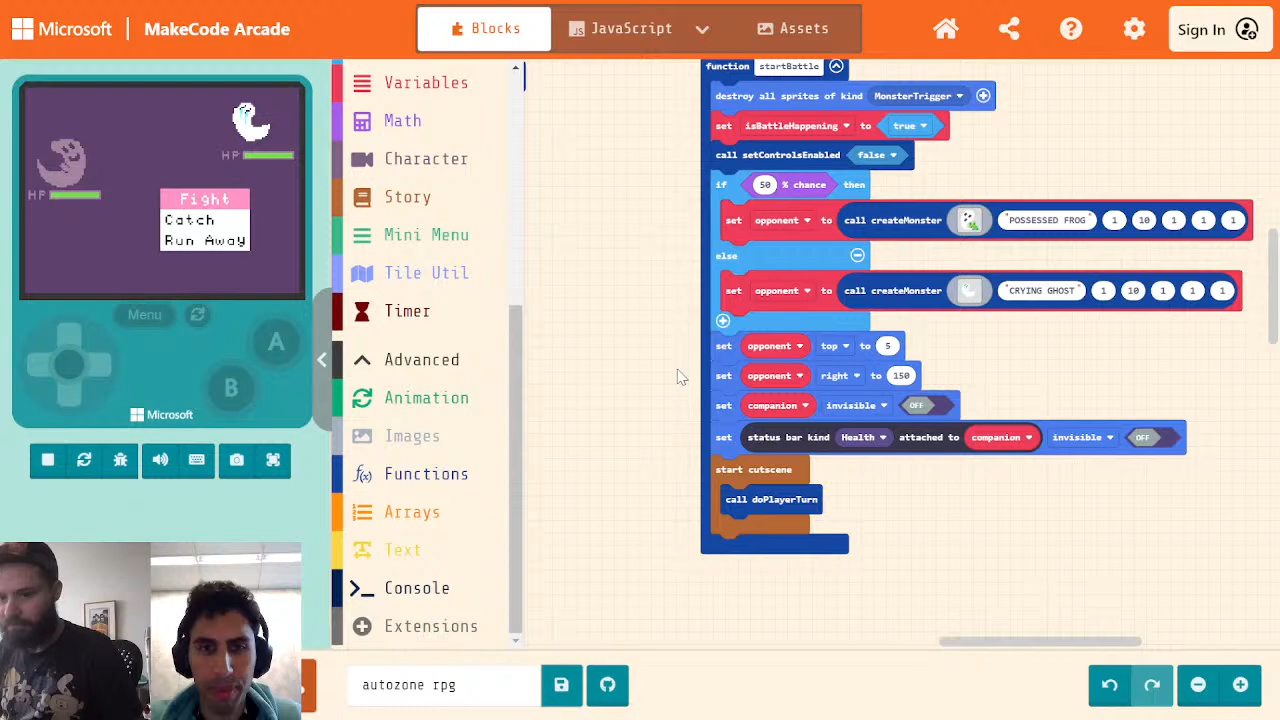 Microsoft
MakeCode Arcade
Blocks
JavaScript
Assets
Sign In
HP
HP
Fight
Catch
Run Away
Menu
A
B
Microsoft
Variables
Math
Character
Story
Mini Menu
Tile Util
Timer
Advanced
Animation
Images
Functions
Arrays
Text
Console
Extensions
function startBattle
destroy all sprites of kind MonsterTrigger
set isBattleHappening to true
call setControlsEnabled false
if 50 % chance then
set opponent to call createMonster "POSSESSED FROG" 1 10 1 1 1
else
set opponent to call createMonster "CRYING GHOST" 1 10 1 1 1
set opponent top to 5
set opponent right to 150
set companion invisible OFF
set status bar kind Health attached to companion invisible OFF
start cutscene
call doPlayerTurn
autozone rpg